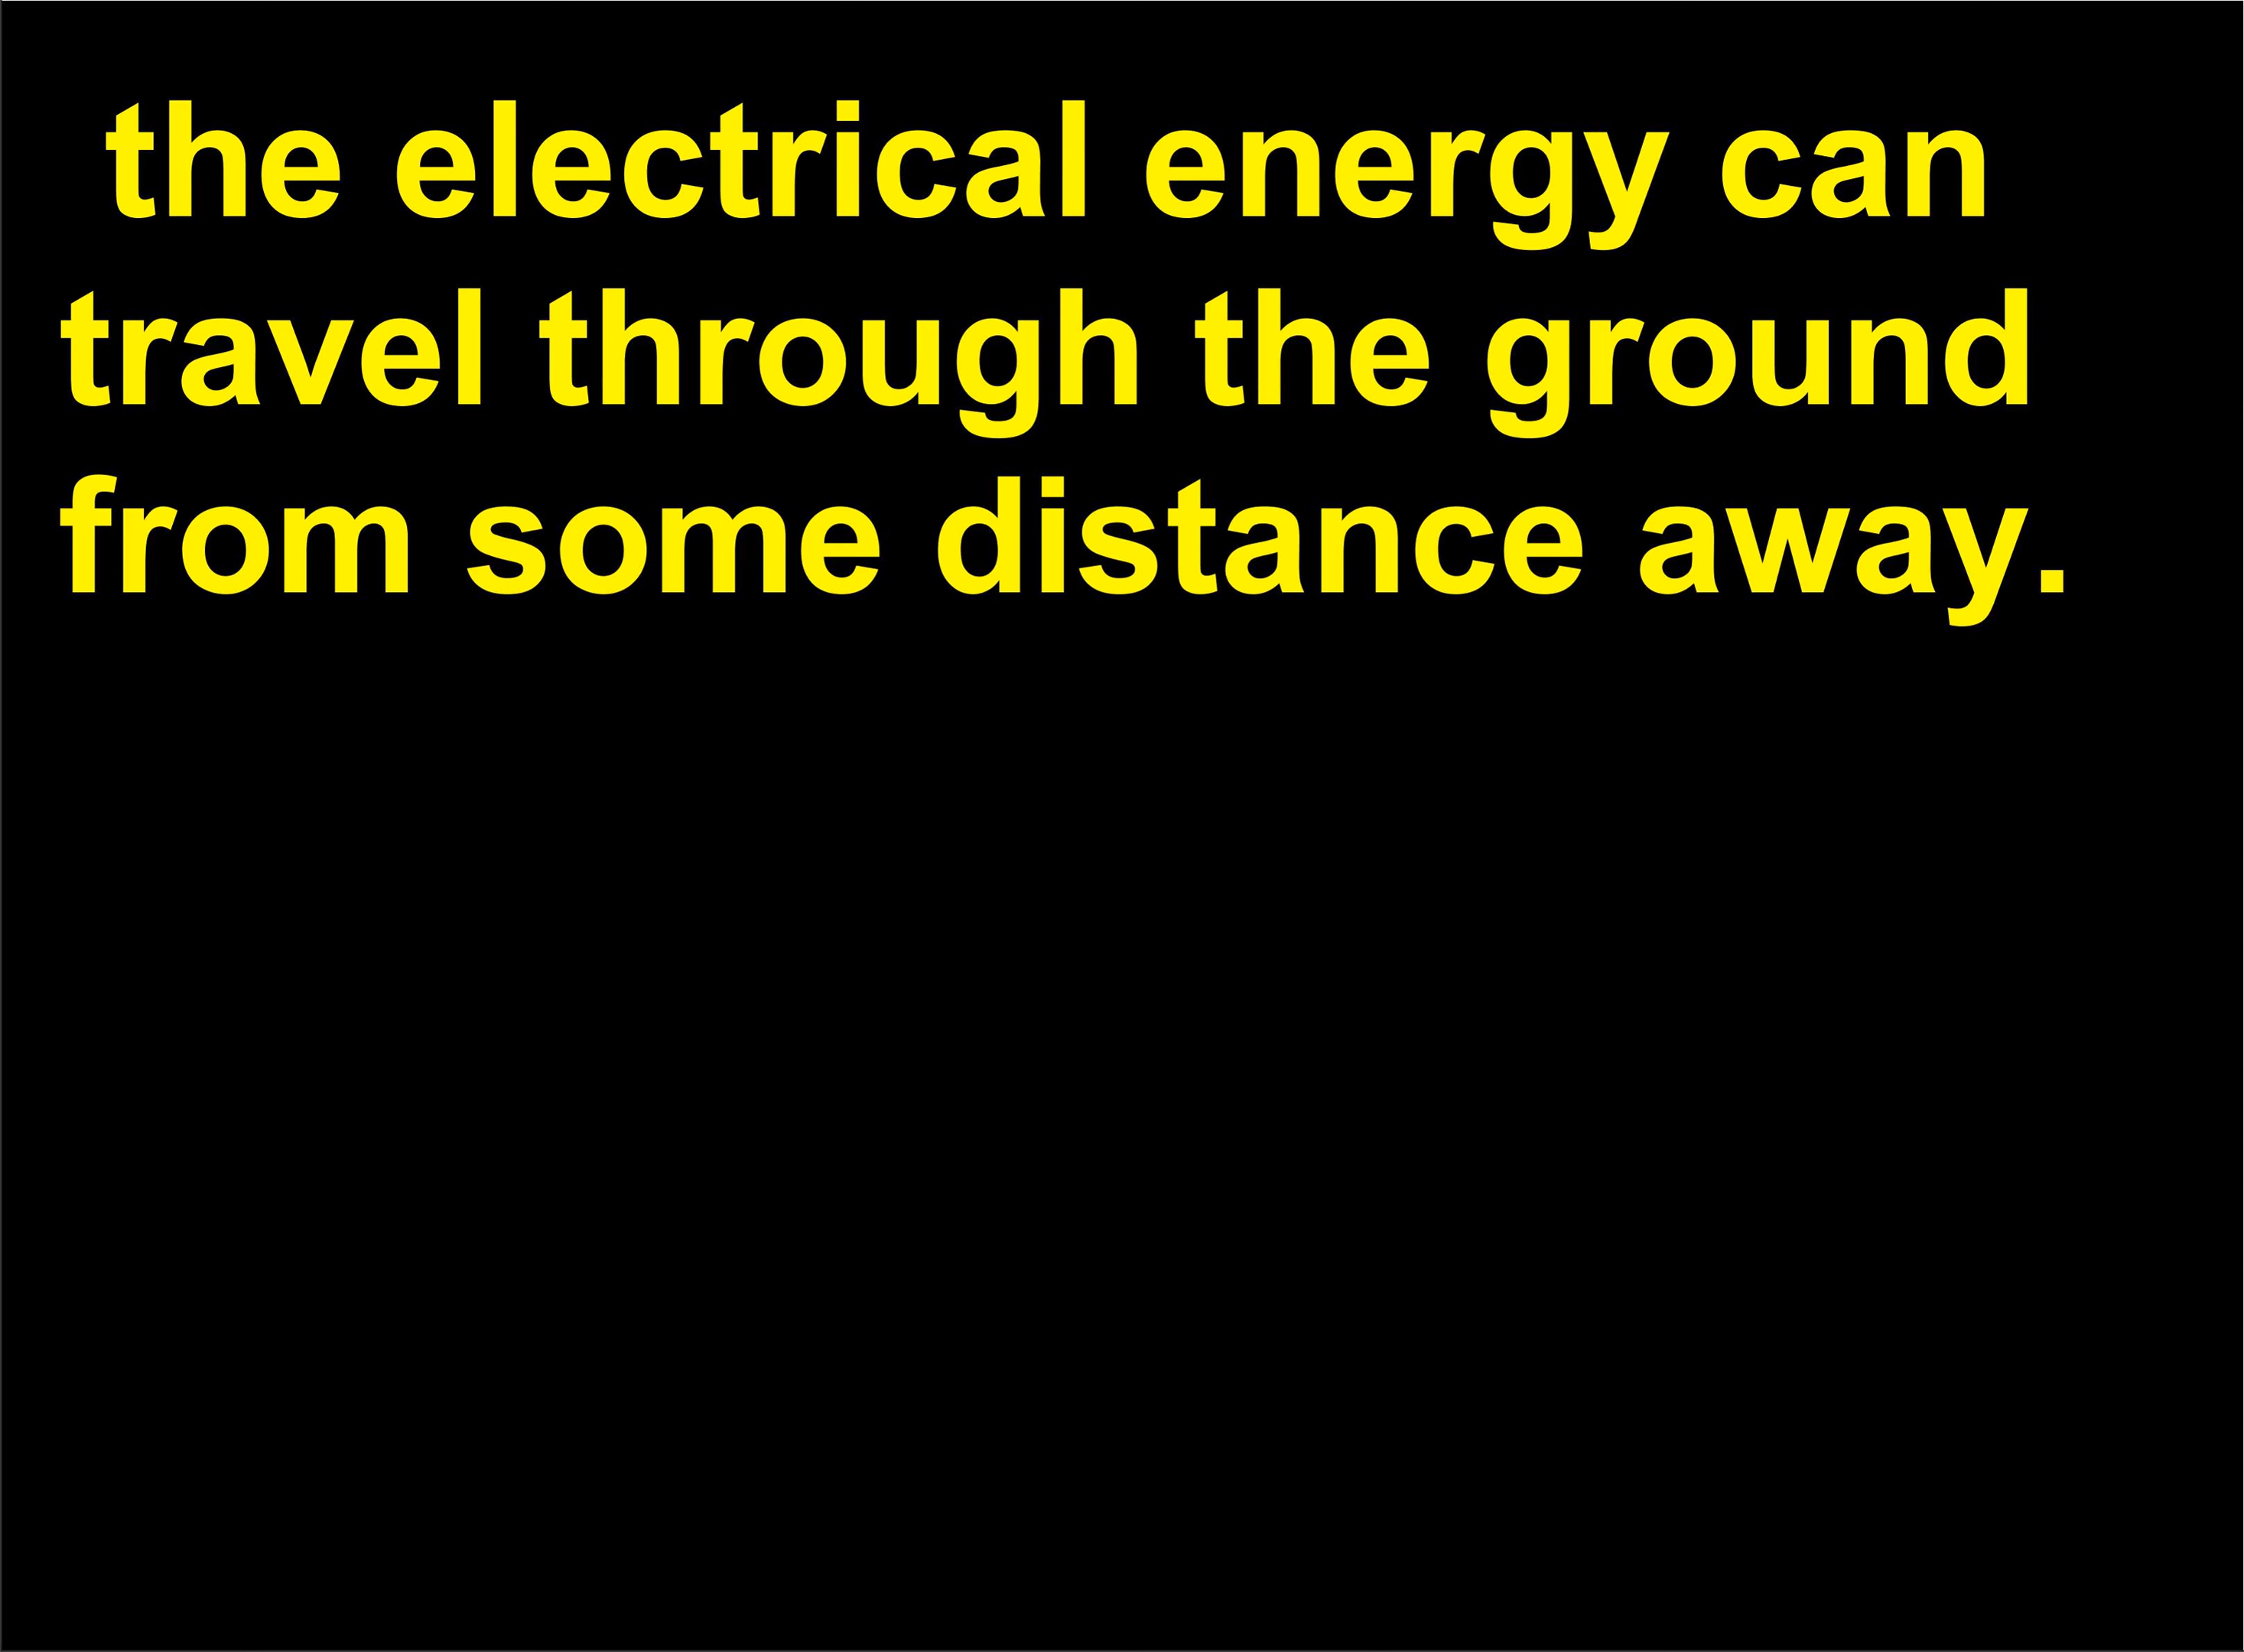 the electrical energy can
travel through the ground
from some distance away.